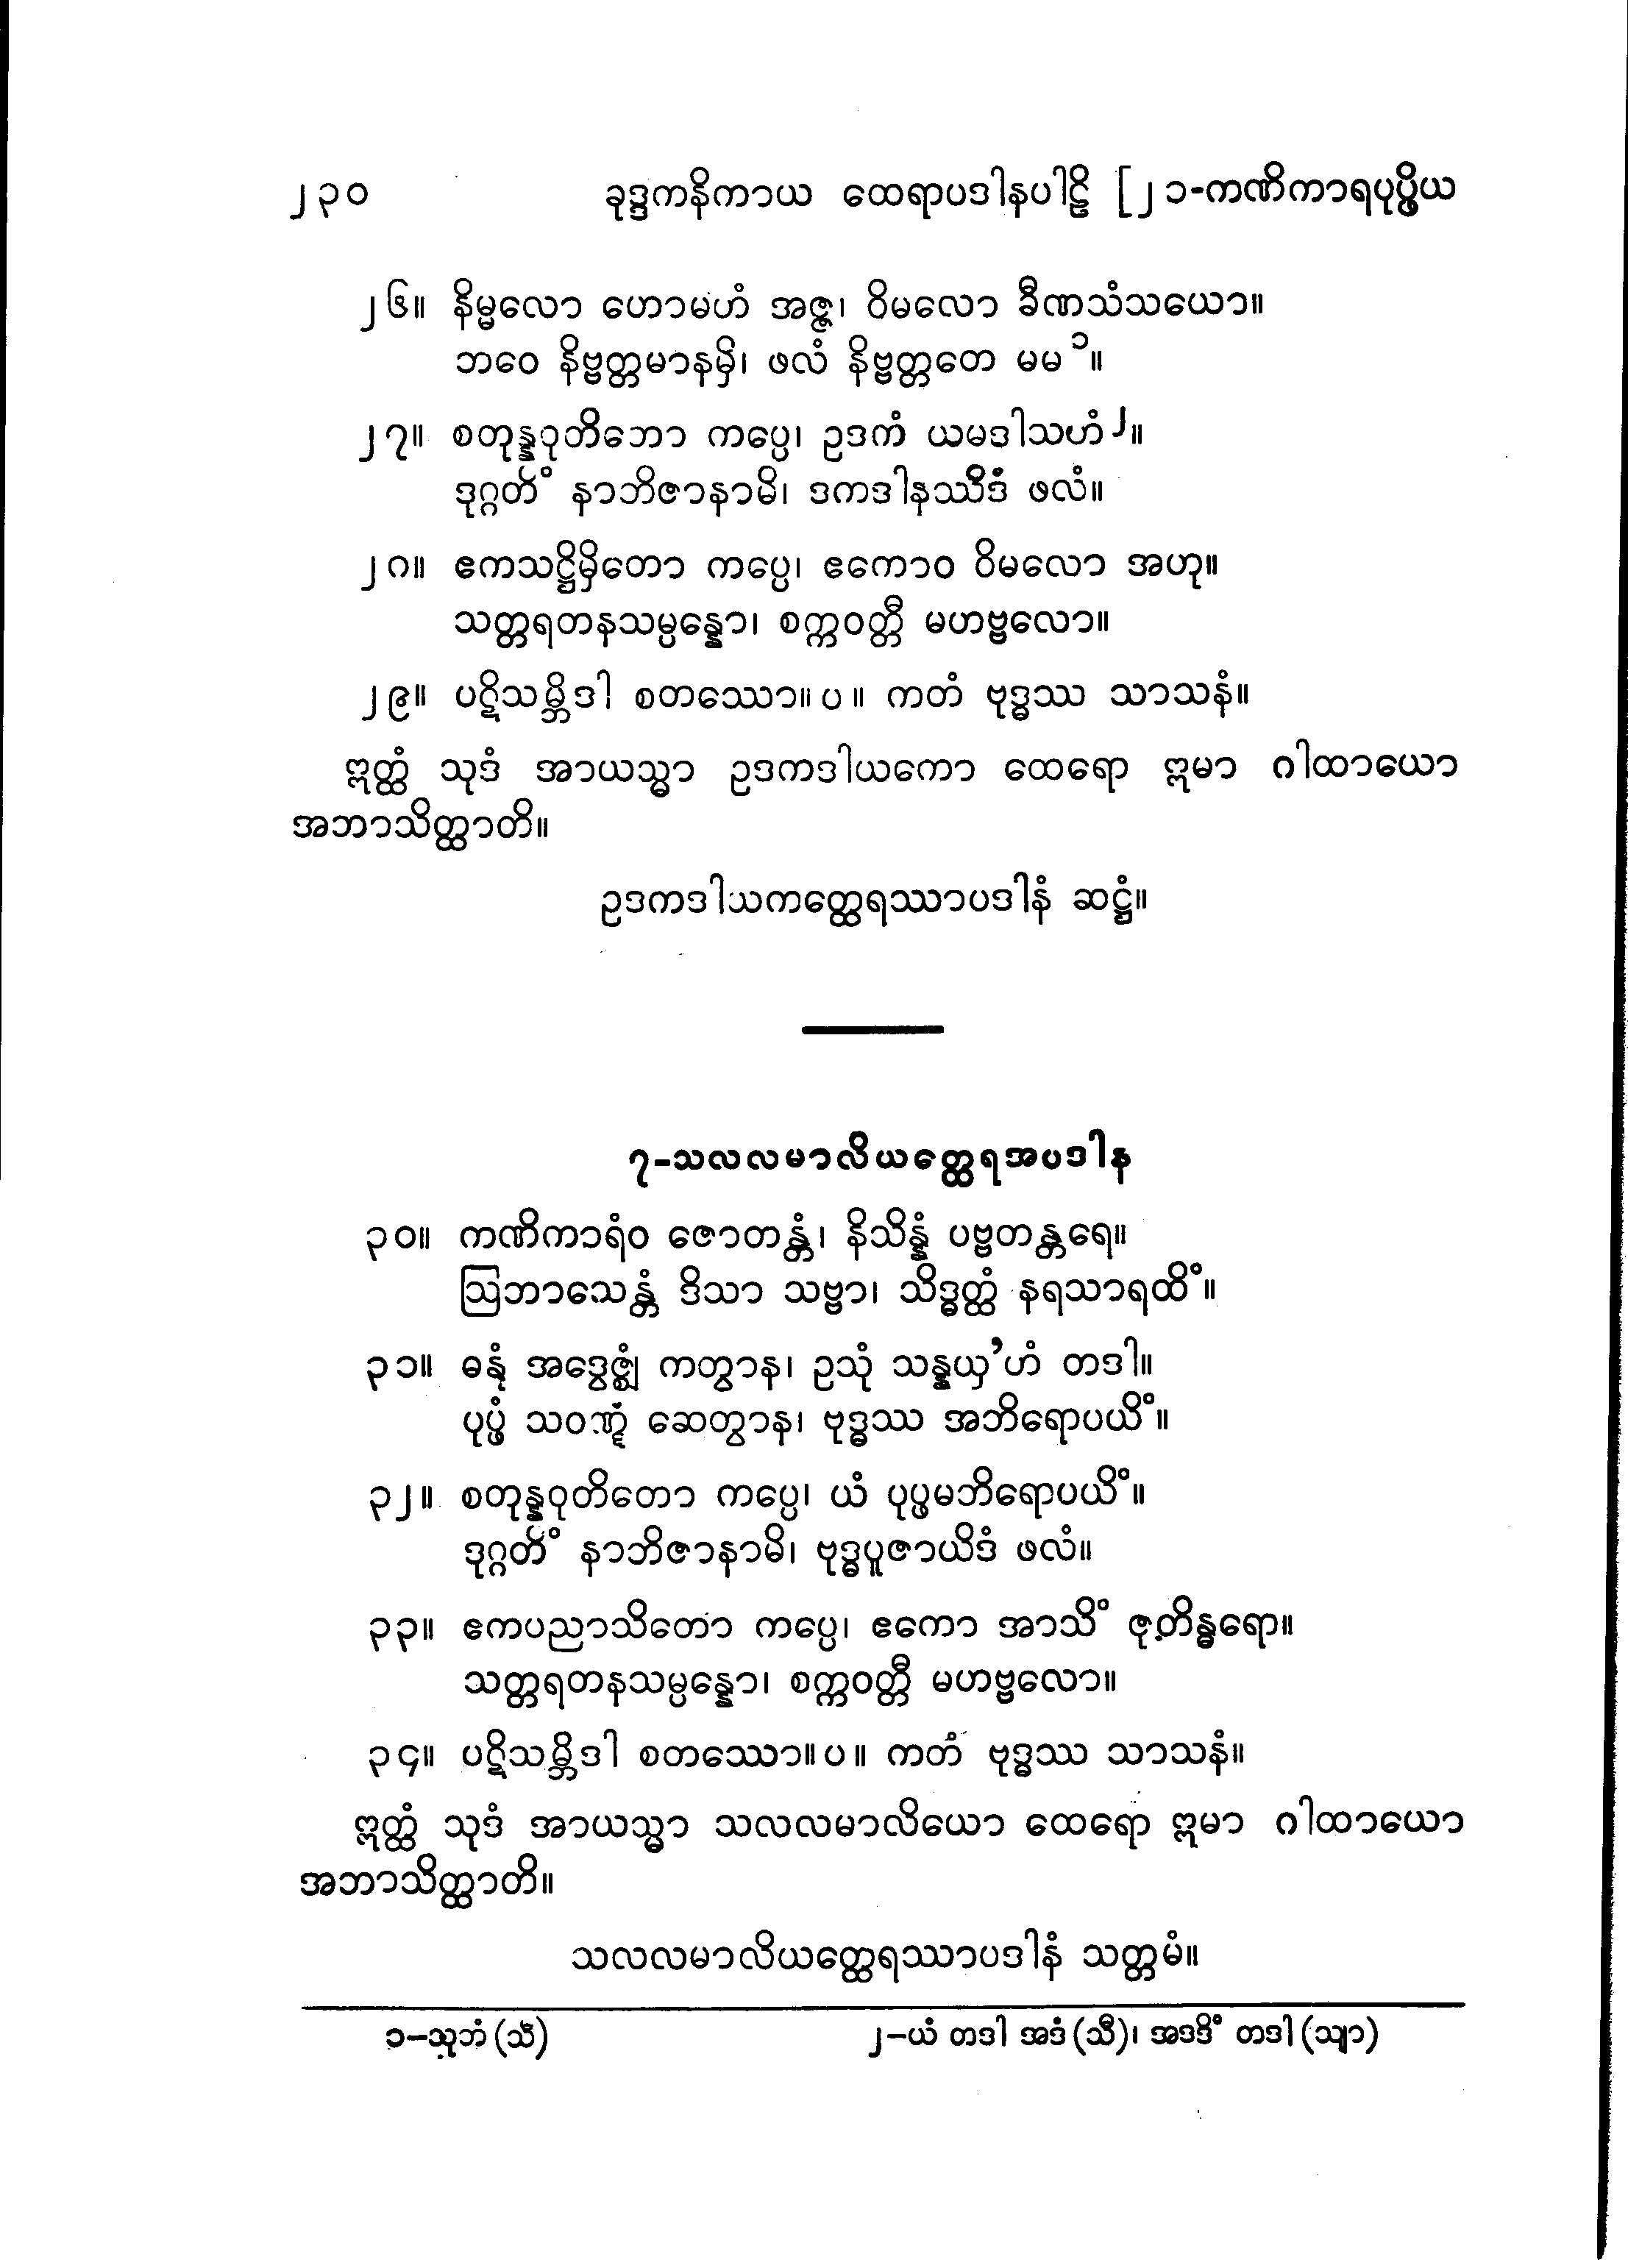 ၂၃၀ ခုဒ္ဒကနိကာယ ထေရာပဒါနပါဠိ [၂၁-ကဏိကာရပုပ္ဖိယ
၂၆။ နိမ္မလော ဟောမဟံ အဇ္ဇ၊ ဝိမလော ခီဏသံသယော။
ဘဝေ နိဗ္ဗတ္တမာနမှိ၊ ဖလံ နိဗ္ဗတ္တတေ မမ ၁။
၂၇။ စတုန္နဝုတိဘော ကပ္ပေ၊ ဥဒကံ ယမဒါသဟံ ၂။
ဒုဂ္ဂတိံ နာဘိဇာနာမိ၊ ဒကဒါနဿိဒံ ဖလံ။
၂၈။ ဧကသဋ္ဌိမှိတော ကပ္ပေ၊ ဧကောဝ ဝိမလော အဟု။
သတ္တရတနသမ္ပန္နော၊ စက္ကဝတ္တီ မဟဗ္ဗလော။
၂၉။ ပဋိသမ္ဘိဒါ စတဿော။ပ။ ကတံ ဗုဒ္ဓဿ သာသနံ။
ဣတ္ထံ သုဒံ အာယသ္မာ ဥဒကဒါယကော ထေရော ဣမာ ဂါထာယော
အဘာသိတ္ထာတိ။
ဥဒကဒါယကတ္ထေရဿာပဒါနံ ဆဋ္ဌံ။
၇-သလလမာလိယတ္ထေရအပဒါန
၃၀။ ကဏိကာရံဝ ဇောတန္တံ၊ နိသိန္နံ ပဗ္ဗတန္တရေ။
ဩဘာသေန္တံ ဒိသာ သဗ္ဗာ၊ သိဒ္ဓတ္ထံ နရသာရထိံ။
၃၁။ ဓနုံ အဒွေဇ္ဈံ ကတွာန၊ ဥသုံ သန္နယှ’ဟံ တဒါ။
ပုပ္ဖံ သဝဏ္ဋံ ဆေတွာန၊ ဗုဒ္ဓဿ အဘိရောပယိံ။
၃၂။ စတုန္နဝုတိတော ကပ္ပေ၊ ယံ ပုပ္ဖမဘိရောပယိံ။
ဒုဂ္ဂတိံ နာဘိဇာနာမိ၊ ဗုဒ္ဓပူဇာယိဒံ ဖလံ။
၃၃။ ဧကပညာသိတော ကပ္ပေ၊ ဧကော အာသိံ ဇုတိန္ဓရော။
သတ္တရတနသမ္ပန္နော၊ စက္ကဝတ္တီ မဟဗ္ဗလော။
၃၄။ ပဋိသမ္ဘိဒါ စတဿော။ပ။ ကတံ ဗုဒ္ဓဿ သာသနံ။
ဣတ္ထံ သုဒံ အာယသ္မာ သလလမာလိယော ထေရော ဣမာ ဂါထာယော
အဘာသိတ္ထာတိ။
သလလမာလိယတ္ထေရဿာပဒါနံ သတ္တမံ။
၁-သုဘံ (သီ) ၂-ယံ တဒါ အဒံ (သီ)၊ အဒဒိံ တဒါ (သျာ)